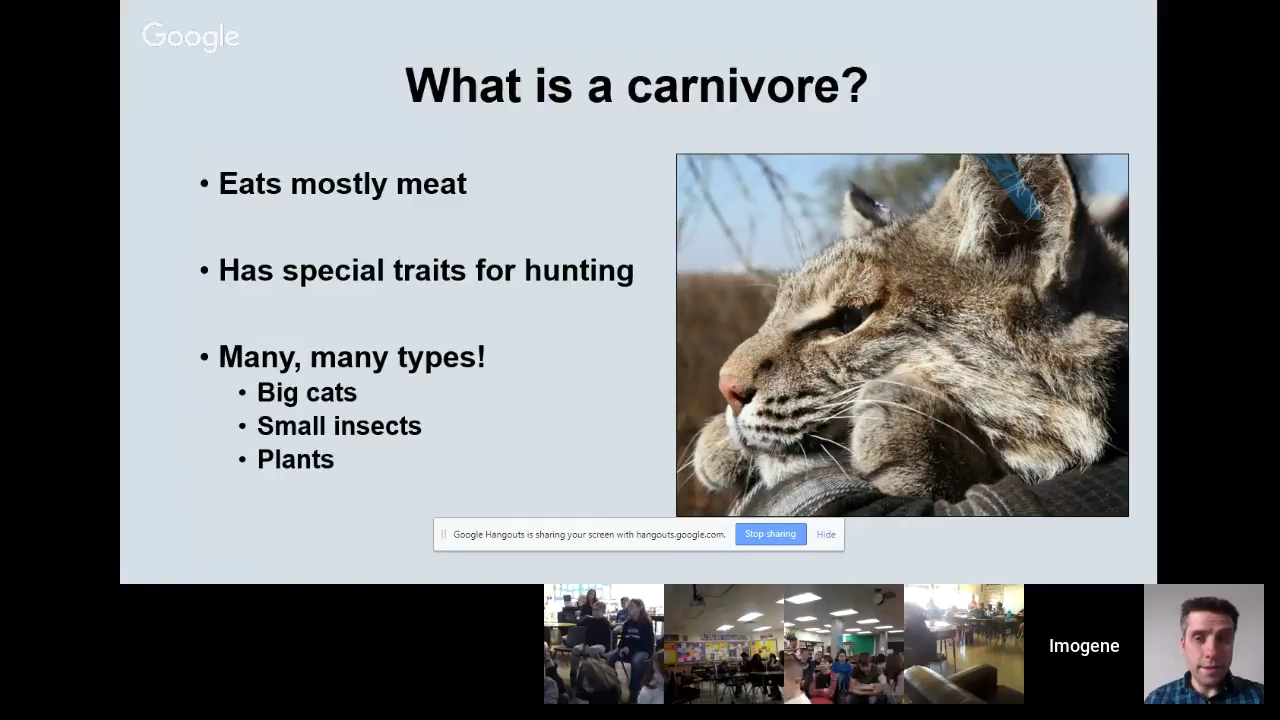 Google
What is a carnivore?
• Eats mostly meat
• Has special traits for hunting
• Many, many types!
• Big cats
• Small insects
• Plants
Google Hangouts is sharing your screen with hangouts.google.com.
Stop sharing
Hide
Imogene